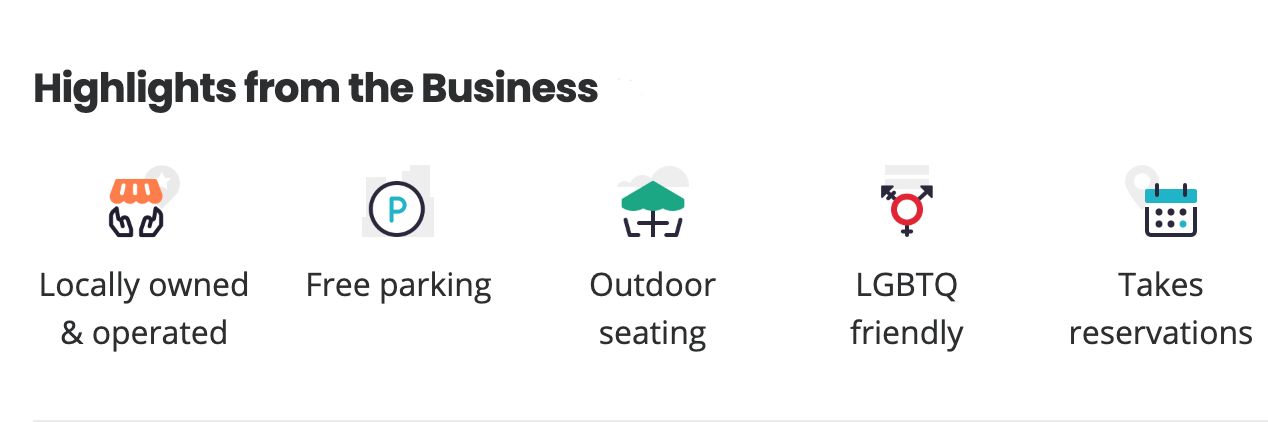 Highlights from the Business
P
Locally owned
& operated
Free parking
Outdoor
seating
LGBTQ
friendly
Takes
reservations